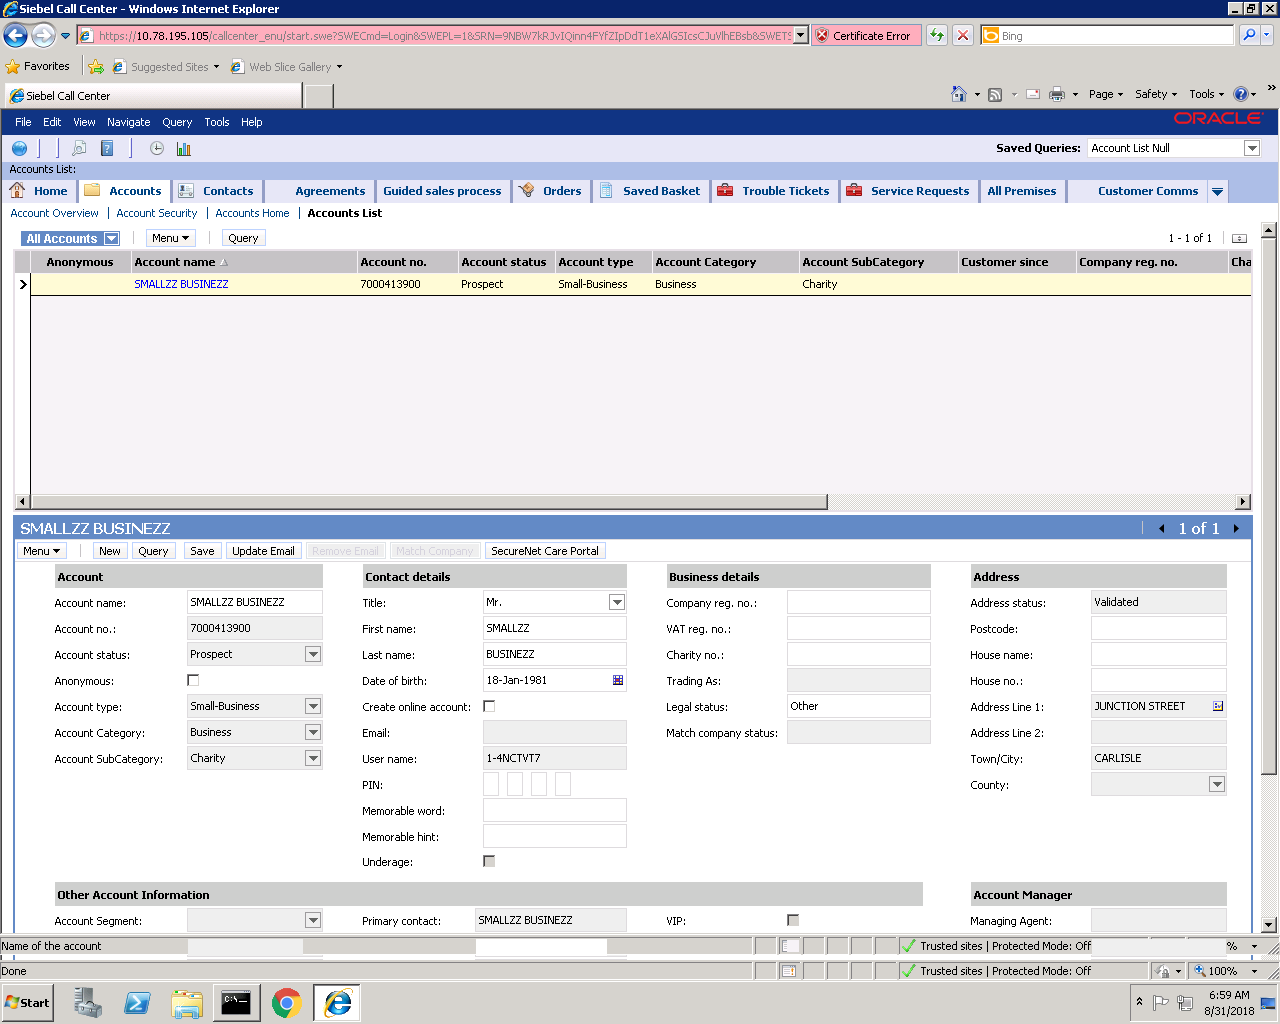 Siebel Call Center - Windows Internet Explorer
https://10.78.195.105/callcenter_enu/start.swe?SWECmd=Login&SWEPL=1&SRN=
Certificate Error
Bing
Favorites
Suggested Sites
Web Slice Gallery
Siebel Call Center
Page
Safety
Tools
File Edit View Navigate Query Tools Help
ORACLE
Saved Queries: Account List Null
Accounts List:
Home Accounts Contacts Agreements Guided sales process Orders Saved Basket Trouble Tickets Service Requests All Premises Customer Comms
Account Overview | Account Security | Accounts Home | Accounts List
All Accounts Menu Query 1 - 1 of 1
Anonymous Account name Account no. Account status Account type Account Category Account SubCategory Customer since Company reg. no. Cha
SMALLZZ BUSINEZZ 7000413900 Prospect Small-Business Business Charity
SMALLZZ BUSINEZZ 1 of 1
Menu New Query Save Update Email Remove Email Match Company SecureNet Care Portal
Account Contact details Business details Address
Account name: SMALLZZ BUSINEZZ Title: Mr. Company reg. no.: Address status: Validated
Account no.: 7000413900 First name: SMALLZZ VAT reg. no.: Postcode:
Account status: Prospect Last name: BUSINEZZ Charity no.: House name:
Anonymous: Date of birth: 18-Jan-1981 Trading As: House no.:
Account type: Small-Business Create online account: Legal status: Other Address Line 1: JUNCTION STREET
Account Category: Business Email: Match company status: Address Line 2:
Account SubCategory: Charity User name: 1-4NCTVT7 Town/City: CARLISLE
PIN: County:
Memorable word:
Memorable hint:
Underage:
Other Account Information Account Manager
Account Segment: Primary contact: SMALLZZ BUSINEZZ VIP: Managing Agent:
Name of the account Trusted sites | Protected Mode: Off %
Done Trusted sites | Protected Mode: Off 100%
Start
C:\
6:59 AM
8/31/2018